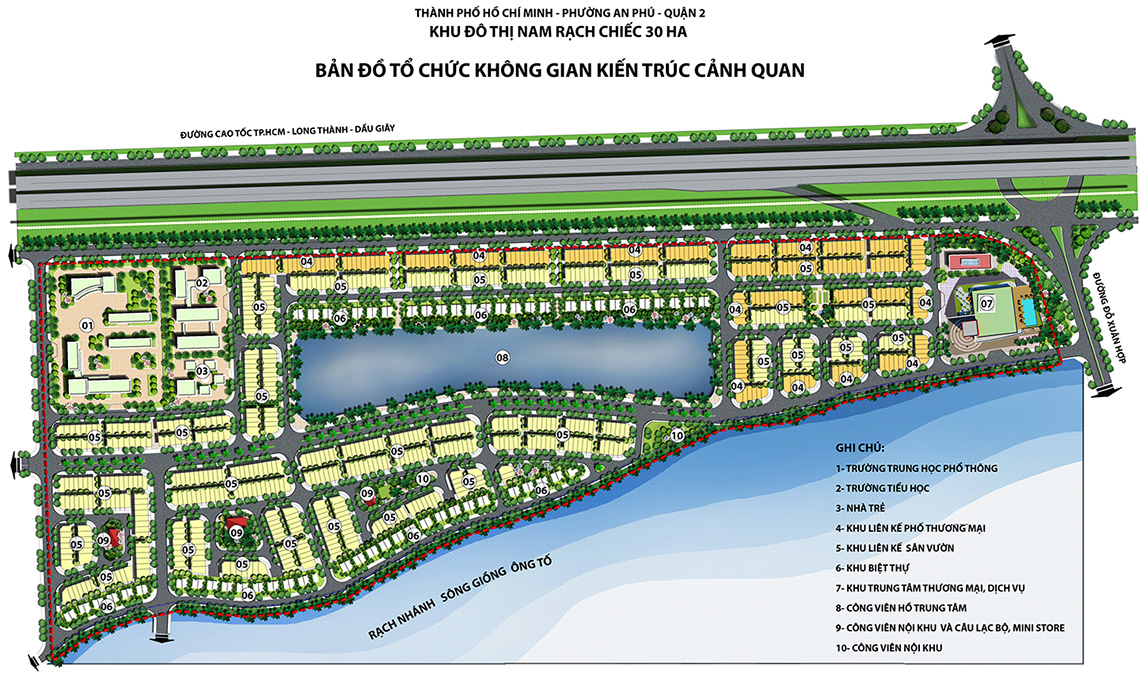 THÀNH PHỐ HỒ CHÍ MINH - PHƯỜNG AN PHÚ - QUẬN 2
KHU ĐÔ THỊ NAM RẠCH CHIẾC 30 HA
BẢN ĐỒ TỔ CHỨC KHÔNG GIAN KIẾN TRÚC CẢNH QUAN
ĐƯỜNG CAO TỐC TP.HCM - LONG THÀNH - DẦU GIÂY
04 04 04 04
02 05 05 05 05 05
01 06 06 06 04 05 05 04 07
ĐƯỜNG ĐỖ XUÂN HỢP
03 08 05 05 05 05
05 04 04 04 04
05 05 05 10
05
05 05 09 10 05 06
05 09 09 05 05 05 05 06
05 05
06 06
RẠCH NHÁNH SÔNG GIỒNG ÔNG TỐ
GHI CHÚ:
1- TRƯỜNG TRUNG HỌC PHỔ THÔNG
2- TRƯỜNG TIỂU HỌC
3- NHÀ TRẺ
4- KHU LIÊN KẾ PHỐ THƯƠNG MẠI
5- KHU LIÊN KẾ SÂN VƯỜN
6- KHU BIỆT THỰ
7- KHU TRUNG TÂM THƯƠNG MẠI, DỊCH VỤ
8- CÔNG VIÊN HỒ TRUNG TÂM
9- CÔNG VIÊN NỘI KHU VÀ CÂU LẠC BỘ, MINI STORE
10- CÔNG VIÊN NỘI KHU